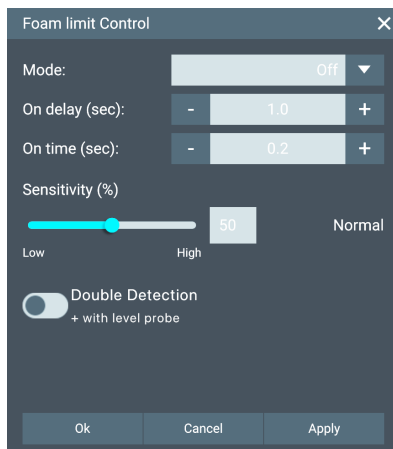 Foam limit Control
Mode: Off
On delay (sec): - 1.0 +
On time (sec): - 0.2 +
Sensitivity (%)
50 Normal
Low High
Double Detection
+ with level probe
Ok Cancel Apply